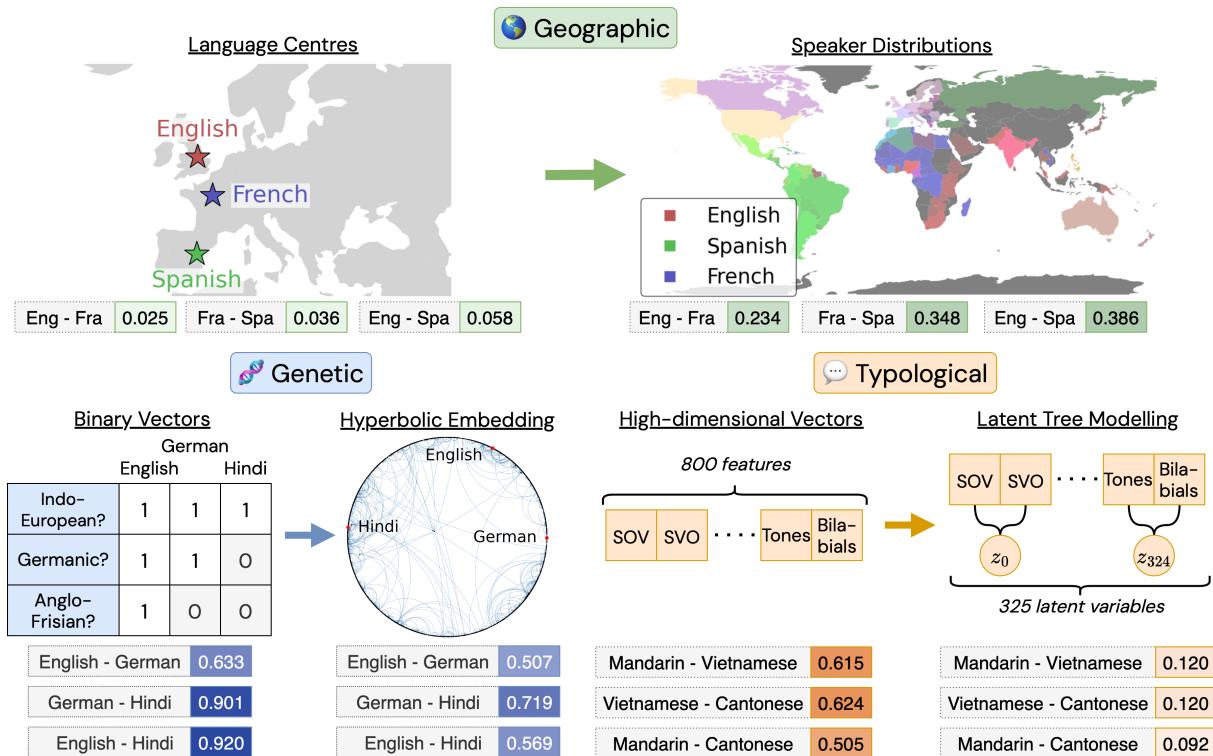 Geographic
Language Centres
English
French
Spanish
Eng - Fra 0.025 Fra - Spa 0.036 Eng - Spa 0.058
Speaker Distributions
English
Spanish
French
Eng - Fra 0.234 Fra - Spa 0.348 Eng - Spa 0.386
Genetic
Binary Vectors
German
English Hindi
Indo-
European? 1 1 1
Germanic? 1 1 0
Anglo-
Frisian? 1 0 0
English - German 0.633
German - Hindi 0.901
English - Hindi 0.920
Hyperbolic Embedding
English
Hindi
German
English - German 0.507
German - Hindi 0.719
English - Hindi 0.569
Typological
High-dimensional Vectors
800 features
SOV SVO ···· Tones Bila-
bials
Mandarin - Vietnamese 0.615
Vietnamese - Cantonese 0.624
Mandarin - Cantonese 0.505
Latent Tree Modelling
SOV SVO ···· Tones Bila-
bials
z0 z324
325 latent variables
Mandarin - Vietnamese 0.120
Vietnamese - Cantonese 0.120
Mandarin - Cantonese 0.092